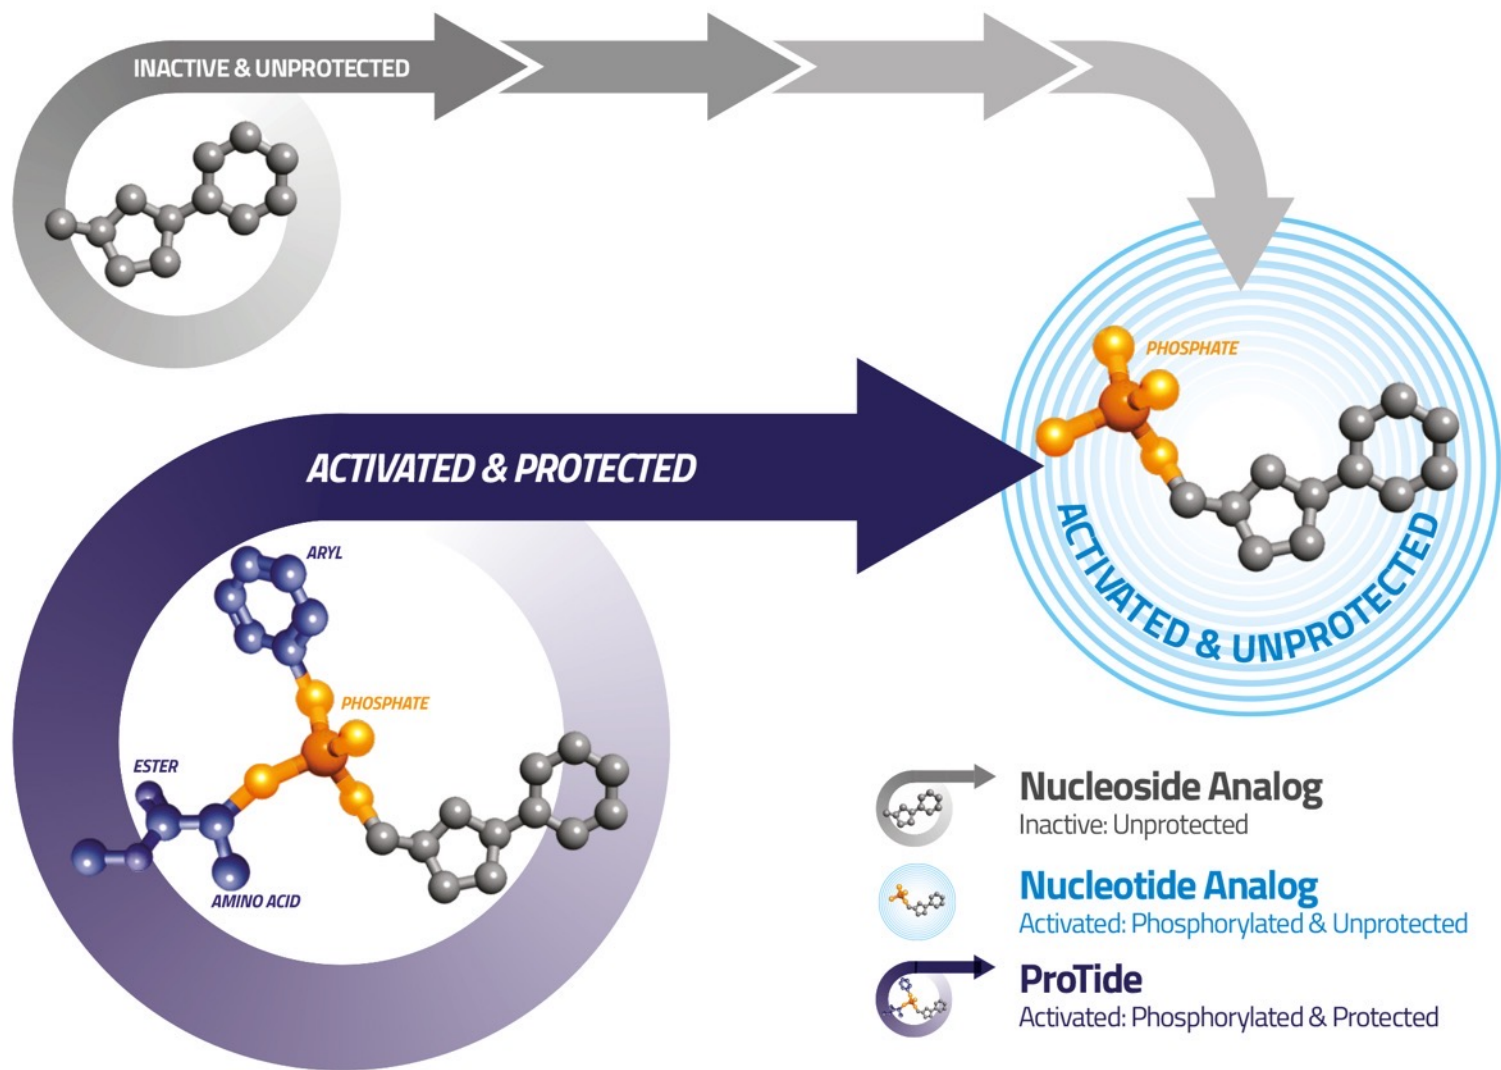 INACTIVE & UNPROTECTED
PHOSPHATE
ACTIVATED & PROTECTED
ACTIVATED & UNPROTECTED
ARYL
PHOSPHATE
ESTER
AMINO ACID
Nucleoside Analog
Inactive: Unprotected
Nucleotide Analog
Activated: Phosphorylated & Unprotected
ProTide
Activated: Phosphorylated & Protected